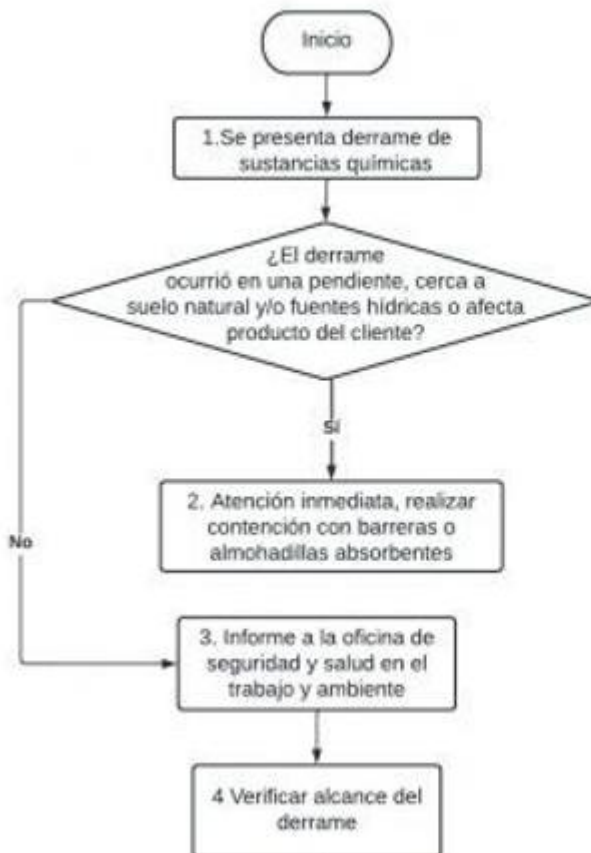 Inicio
1.Se presenta derrame de
sustancias químicas
¿El derrame
ocurrió en una pendiente, cerca a
suelo natural y/o fuentes hídricas o afecta
producto del cliente?
Sí
2. Atención inmediata, realizar
contención con barreras o
almohadillas absorbentes
No
3. Informe a la oficina de
seguridad y salud en el
trabajo y ambiente
4 Verificar alcance del
derrame